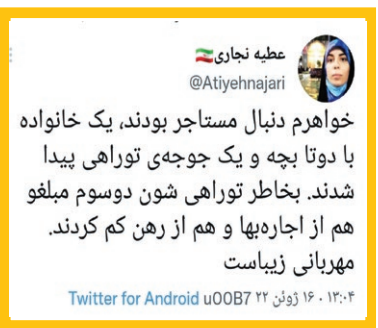 عطیه نجاری🇮🇷
@Atiyehnajari
خواهرم دنبال مستاجر بودند، یک خانواده
با دوتا بچه و یک جوجه‌ی توراهی پیدا
شدند. بخاطر توراهی شون دوسوم مبلغو
هم از اجاره‌بها و هم از رهن کم کردند.
مهربانی زیباست
۱۳:۰۴ . ۱۶ ژوئن ۲۲ u00B7 Twitter for Android